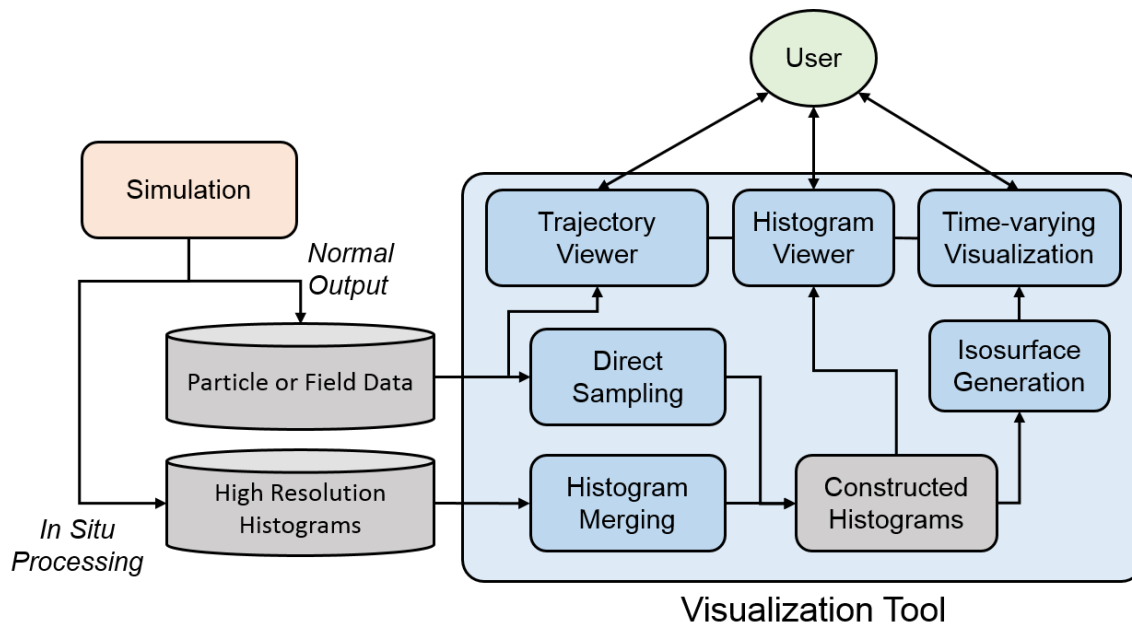 User
Simulation
Trajectory
Viewer
Histogram
Viewer
Time-varying
Visualization
Normal
Output
Particle or Field Data
Direct
Sampling
Isosurface
Generation
High Resolution
Histograms
Histogram
Merging
Constructed
Histograms
In Situ
Processing
Visualization Tool